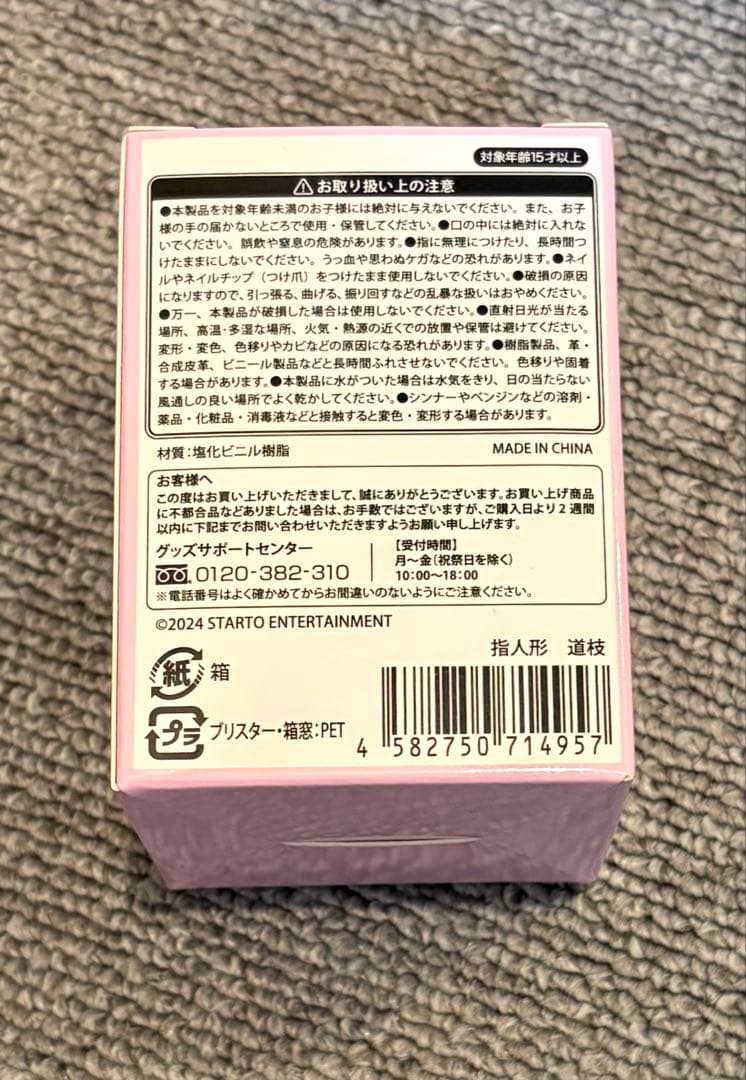 対象年齢15才以上
⚠お取り扱い上の注意
●本製品を対象年齢未満のお子様には絶対に与えないでください。また、お子
様の手の届かないところで使用・保管してください。●口の中には絶対に入れな
いでください。誤飲や窒息の危険があります。●指に無理につけたり、長時間つ
けたままにしないでください。うっ血や思わぬケガなどの恐れがあります。●ネイ
ルやネイルチップ（つけ爪）をつけたまま使用しないでください。●破損の原因
になりますので、引っ張る、曲げる、振り回すなどの乱暴な扱いはおやめください。
●万一、本製品が破損した場合は使用しないでください。●直射日光が当たる
場所、高温・多湿な場所、火気・熱源の近くでの放置や保管は避けてください。
変形・変色、色移りやカビなどの原因になる恐れがあります。●樹脂製品、革・
合成皮革、ビニール製品などと長時間ふれさせないでください。色移りや固着
する場合があります。●本製品に水がついた場合は水気をきり、日の当たらない
風通しの良い場所でよく乾かしてください。●シンナーやベンジンなどの溶剤・
薬品・化粧品・消毒液などと接触すると変色・変形する場合があります。
材質：塩化ビニル樹脂 MADE IN CHINA
お客様へ
この度はお買い上げいただきまして、誠にありがとうございます。お買い上げ商品
に不都合品などありました場合は、お手数ではございますが、ご購入日より2週間
以内に下記までお問い合わせいただきますようお願い申し上げます。
グッズサポートセンター
0120-382-310
【受付時間】
月～金（祝祭日を除く）
10:00～18:00
※電話番号はよく確かめてからお間違いのないようにご注意ください。
©2024 STARTO ENTERTAINMENT
指人形 道枝
紙 箱
プラ ブリスター・箱窓：PET
4 582750 714957